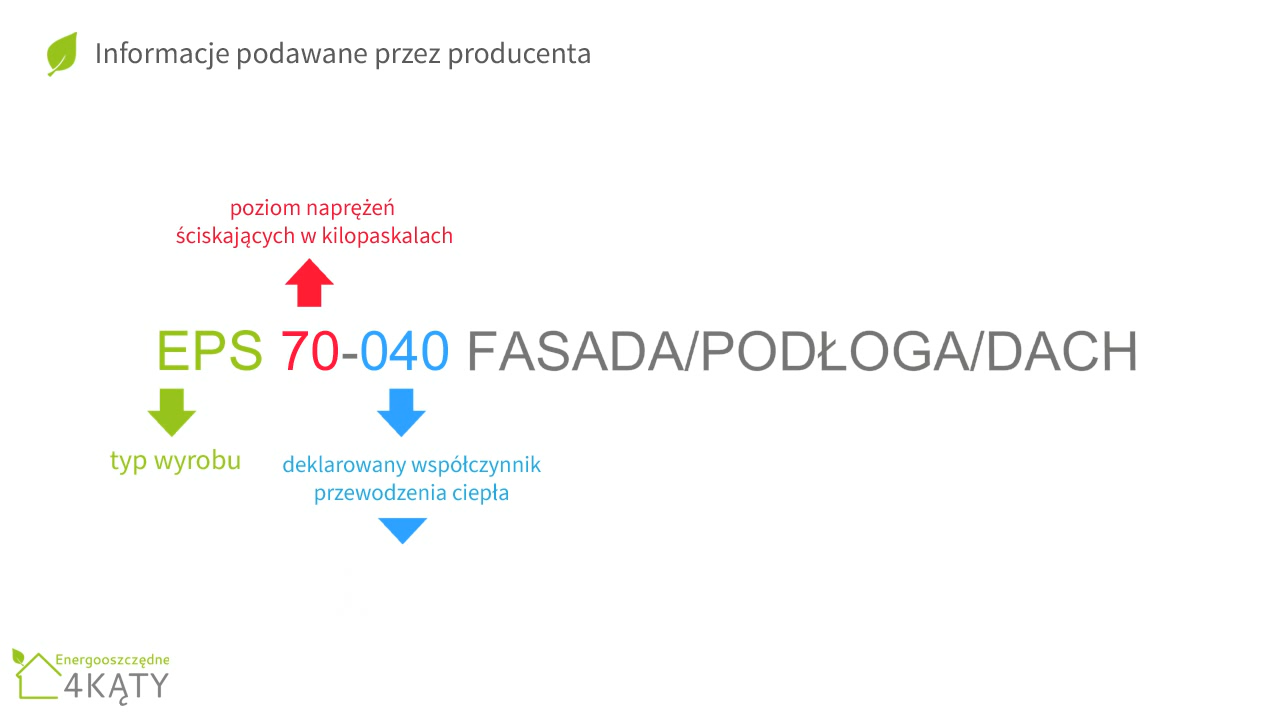 Informacje podawane przez producenta
poziom naprężeń
ściskających w kilopaskalach
EPS 70-040 FASADA/PODŁOGA/DACH
typ wyrobu
deklarowany współczynnik
przewodzenia ciepła
Energooszczędne
4KĄTY